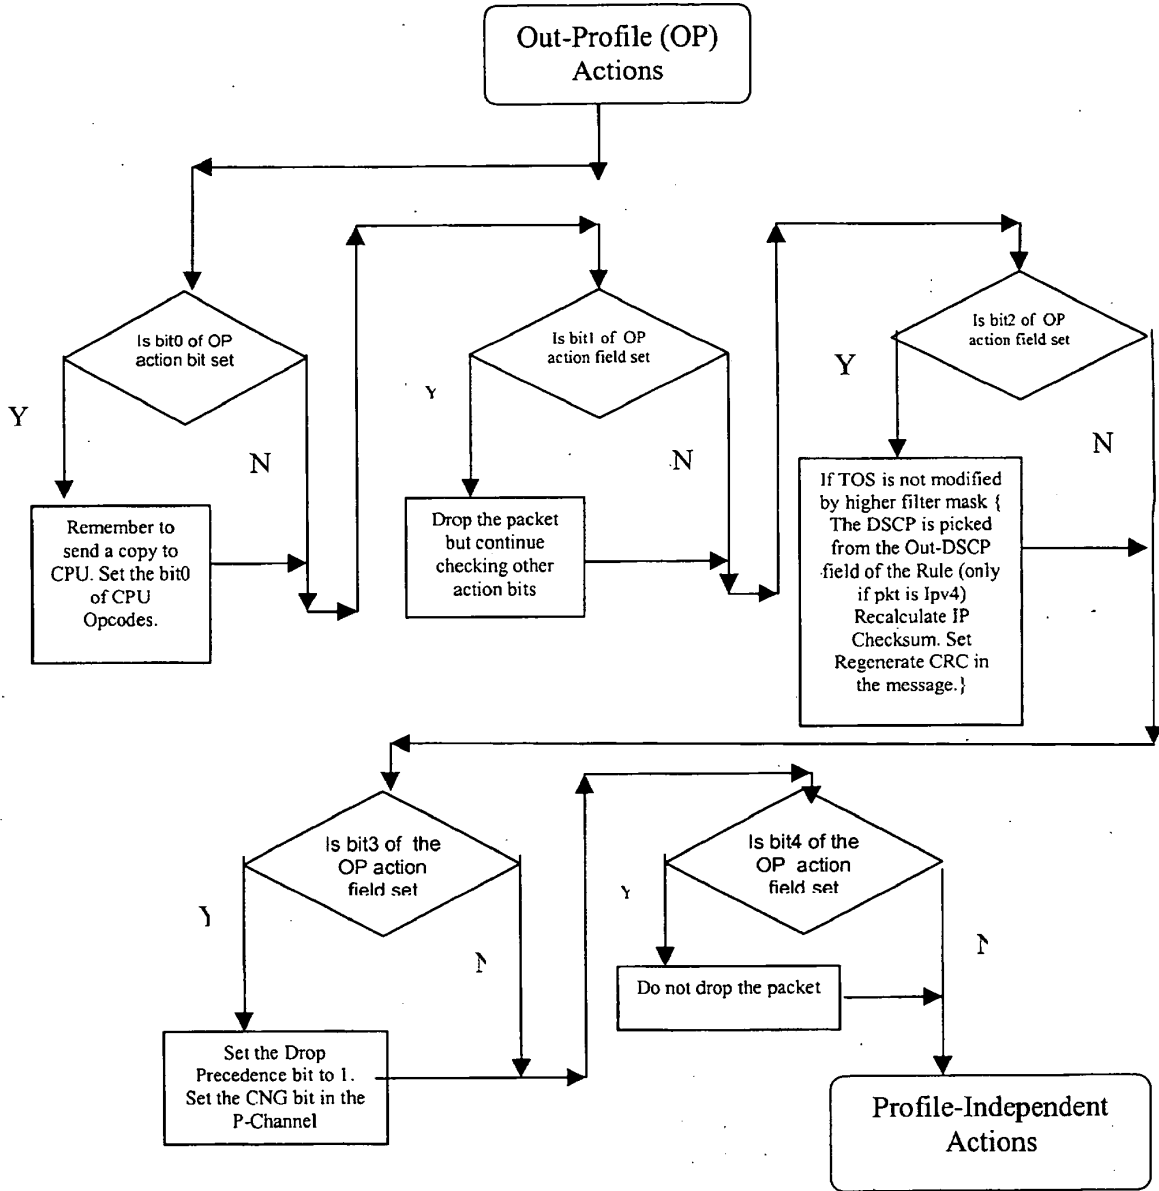 Out-Profile (OP)
Actions
Is bit0 of OP
action bit set
Y
N
Remember to
send a copy to
CPU. Set the bit0
of CPU
Opcodes.
Is bit1 of OP
action field set
Y
N
Drop the packet
but continue
checking other
action bits
Is bit2 of OP
action field set
Y
N
If TOS is not modified
by higher filter mask {
The DSCP is picked
from the Out-DSCP
field of the Rule (only
if pkt is Ipv4)
Recalculate IP
Checksum. Set
Regenerate CRC in
the message.}
Is bit3 of the
OP action
field set
Y
N
Set the Drop
Precedence bit to 1.
Set the CNG bit in the
P-Channel
Is bit4 of the
OP action
field set
Y
N
Do not drop the packet
Profile-Independent
Actions